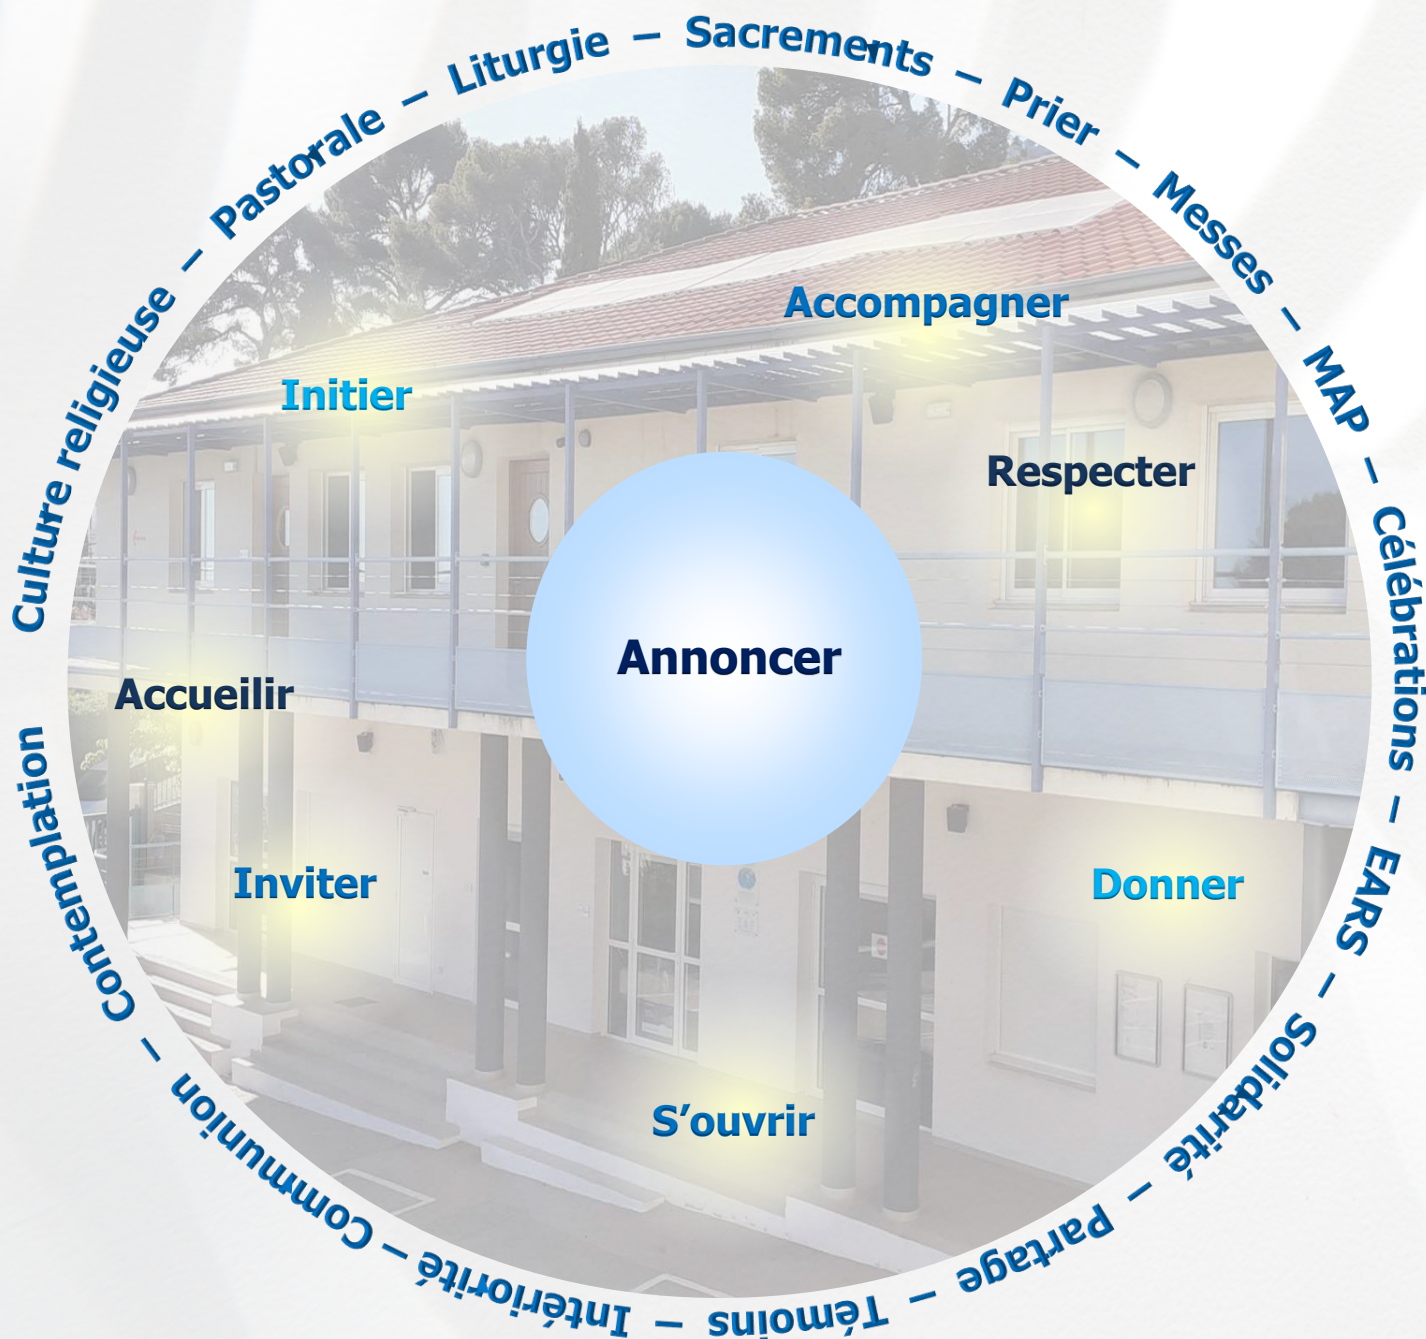 Culture religieuse – Pastorale – Liturgie – Sacrements – Prier – Messes – MAP – Célébrations – EARS – Solidarité – Partage – Témoins – Intériorité – Communion – Contemplation
Accompagner
Initier
Respecter
Annoncer
Accueilir
Inviter
Donner
S’ouvrir